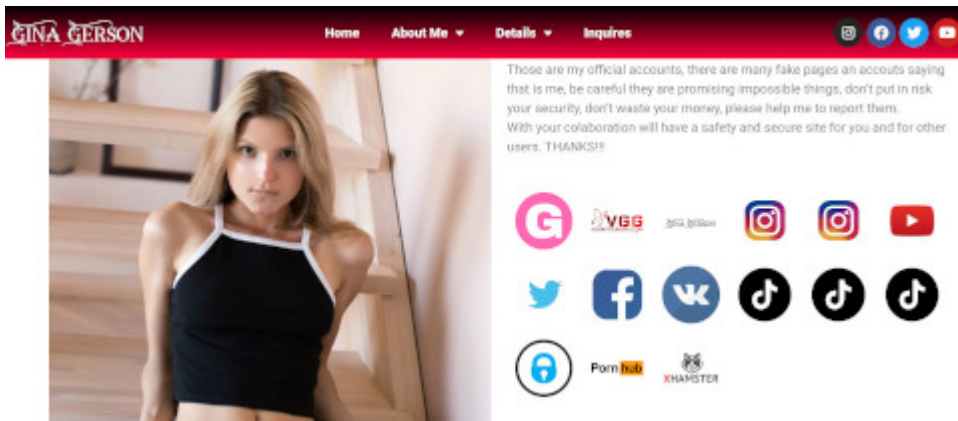 GINA GERSON
Home
About Me
Details
Inquires
Those are my official accounts, there are many fake pages an accouts saying
that is me, be careful they are promising impossible things, don't put in risk
your security, don't waste your money, please help me to report them.
With your colaboration will have a safety and secure site for you and for other
users. THANKS!!!
G
VGG
GINA GERSON
Porn hub
XHAMSTER